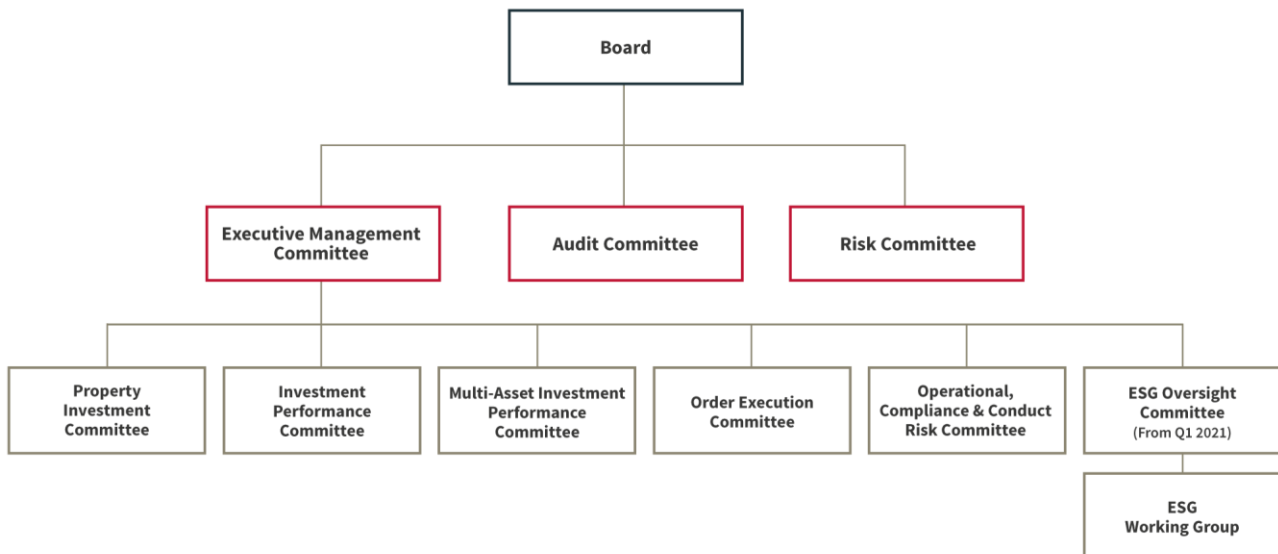 Board
Executive Management
Committee
Audit Committee
Risk Committee
Property
Investment
Committee
Investment
Performance
Committee
Multi-Asset Investment
Performance
Committee
Order Execution
Committee
Operational,
Compliance & Conduct
Risk Committee
ESG Oversight
Committee
(From Q1 2021)
ESG
Working Group